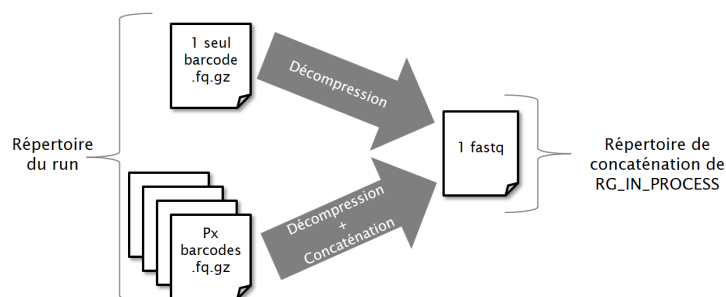 1 seul
barcode
.fq.gz
Décompression
Répertoire
du run
1 fastq
Répertoire de
concaténation de
RG_IN_PROCESS
Px
barcodes
.fq.gz
Décompression
+
Concaténation